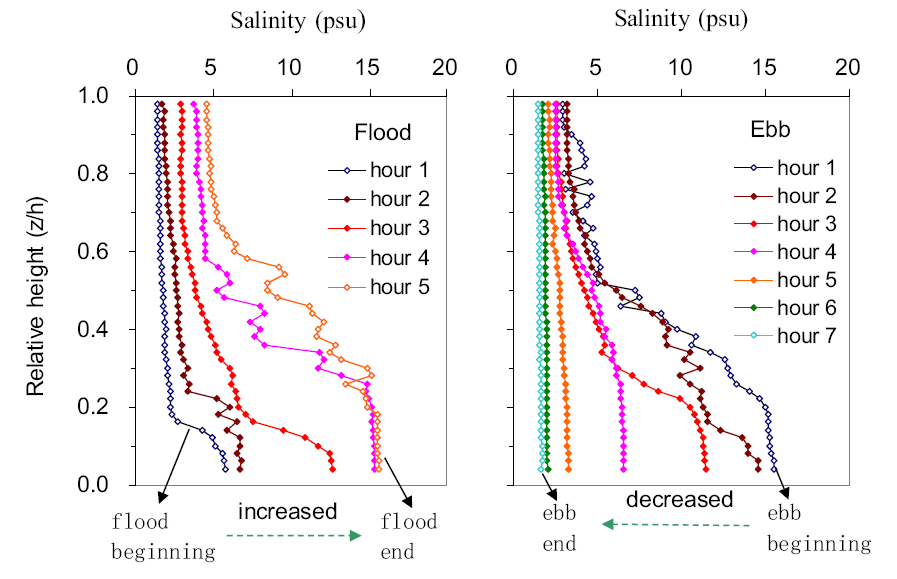 Salinity (psu)
0 5 10 15 20
Relative height (z/h)
1.0
0.8
0.6
0.4
0.2
0.0
Flood
hour 1
hour 2
hour 3
hour 4
hour 5
increased
flood
beginning
flood
end
Salinity (psu)
0 5 10 15 20
Ebb
hour 1
hour 2
hour 3
hour 4
hour 5
hour 6
hour 7
decreased
ebb
end
ebb
beginning